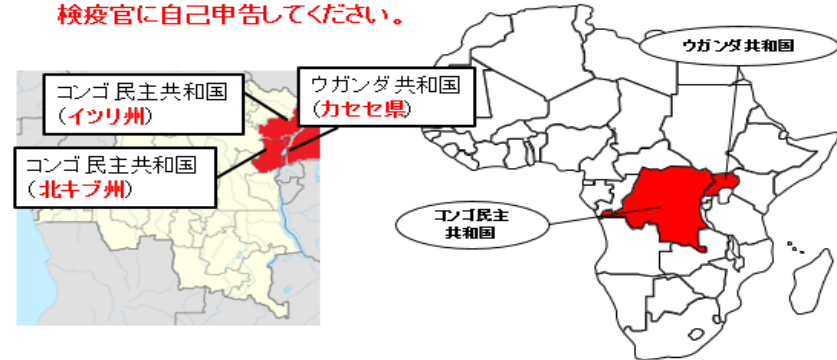 検疫官に自己申告してください。
コンゴ民主共和国
(イツリ州)
ウガンダ共和国
(カセセ県)
コンゴ民主共和国
(北キブ州)
ウガンダ共和国
コンゴ民主
共和国